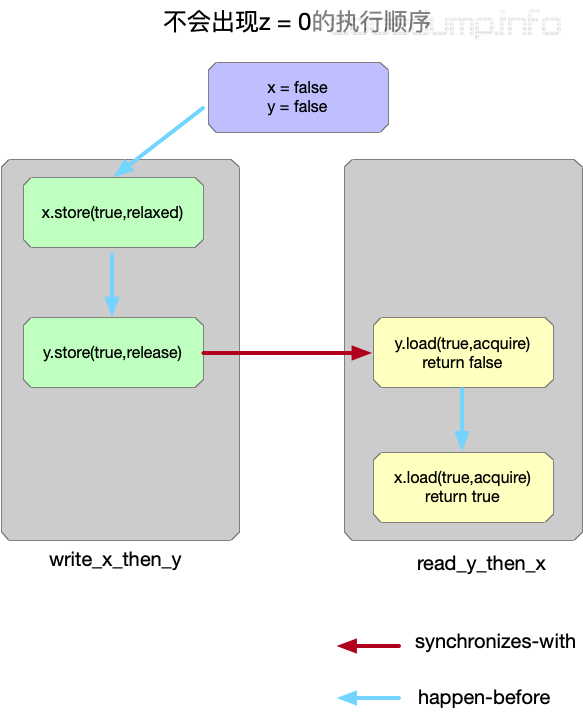 不会出现z = 0的执行顺序
x = false
y = false
x.store(true,relaxed)
y.store(true,release)
y.load(true,acquire)
return false
x.load(true,acquire)
return true
write_x_then_y
read_y_then_x
synchronizes-with
happen-before